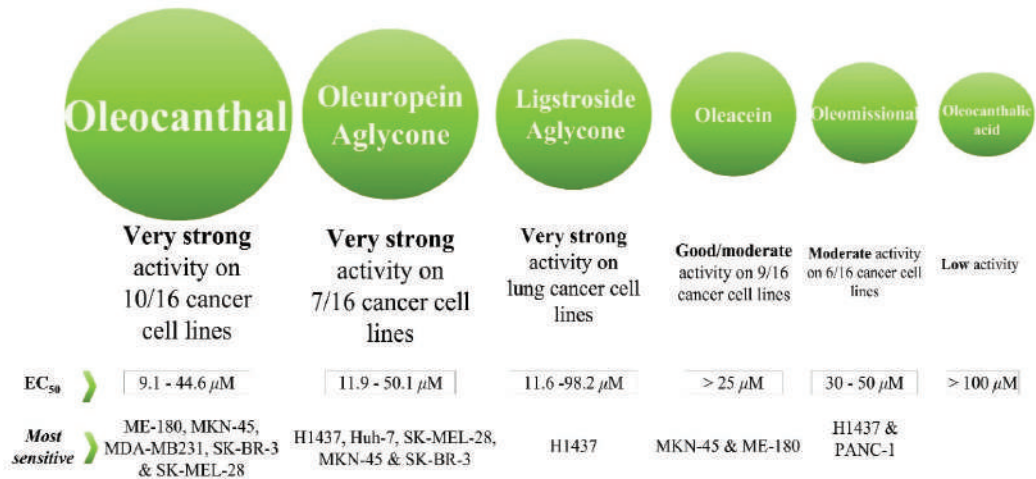 Oleocanthal
Oleuropein
Aglycone
Ligstroside
Aglycone
Oleacein
Oleomissional
Oleocanthalic
acid
Very strong
activity on
10/16 cancer
cell lines
Very strong
activity on
7/16 cancer cell
lines
Very strong
activity on
lung cancer cell
lines
Good/moderate
activity on 9/16
cancer cell lines
Moderate activity
on 6/16 cancer cell
lines
Low activity
EC₅₀
9.1 - 44.6 μM
11.9 - 50.1 μM
11.6 -98.2 μM
> 25 μM
30 - 50 μM
> 100 μM
Most
sensitive
ME-180, MKN-45,
MDA-MB231, SK-BR-3
& SK-MEL-28
H1437, Huh-7, SK-MEL-28,
MKN-45 & SK-BR-3
H1437
MKN-45 & ME-180
H1437 &
PANC-1